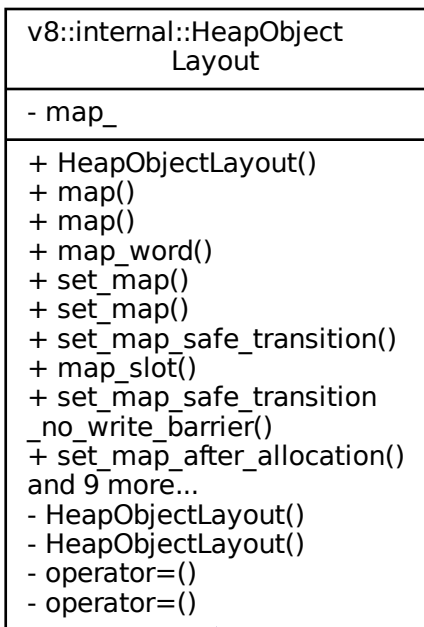 v8::internal::HeapObject
Layout
- map_
+ HeapObjectLayout()
+ map()
+ map()
+ map_word()
+ set_map()
+ set_map()
+ set_map_safe_transition()
+ map_slot()
+ set_map_safe_transition
_no_write_barrier()
+ set_map_after_allocation()
and 9 more...
- HeapObjectLayout()
- HeapObjectLayout()
- operator=()
- operator=()